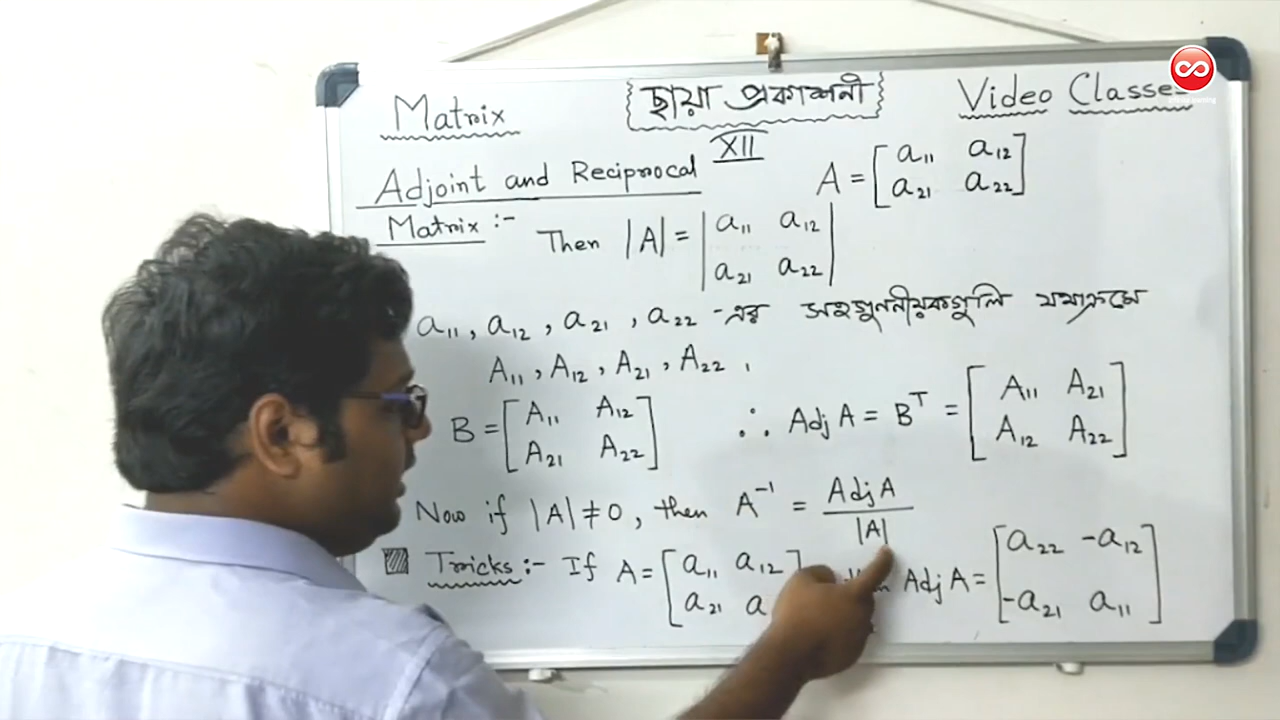 Matrix ছায়া প্রকাশনী Video Classes
XII
Adjoint and Reciprocal A = [a₁₁ a₁₂
a₂₁ a₂₂]
Matrix :- Then |A| = |a₁₁ a₁₂
a₂₁ a₂₂|
a₁₁, a₁₂, a₂₁, a₂₂ -এর সহগুননীয়কগুলি যথাক্রমে
A₁₁, A₁₂, A₂₁, A₂₂,
B = [A₁₁ A₁₂ ∴ Adj A = Bᵀ = [A₁₁ A₂₁
A₂₁ A₂₂] A₁₂ A₂₂]
Now if |A| ≠ 0, then A⁻¹ = Adj A / |A|
Tricks :- If A = [a₁₁ a₁₂ Adj A = [a₂₂ -a₁₂
a₂₁ a -a₂₁ a₁₁]